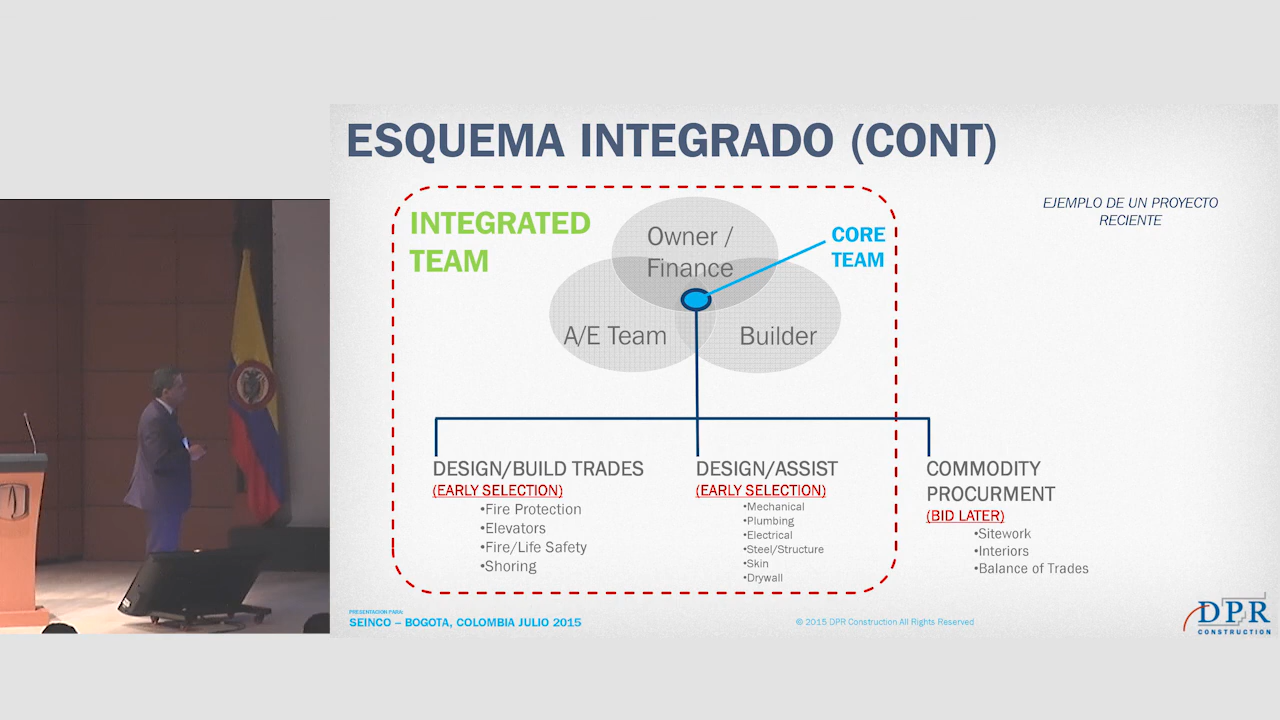 ESQUEMA INTEGRADO (CONT)
EJEMPLO DE UN PROYECTO
RECIENTE
INTEGRATED
TEAM
Owner /
Finance
CORE
TEAM
A/E Team
Builder
DESIGN/BUILD TRADES
(EARLY SELECTION)
•Fire Protection
•Elevators
•Fire/Life Safety
•Shoring
DESIGN/ASSIST
(EARLY SELECTION)
•Mechanical
•Plumbing
•Electrical
•Steel/Structure
•Skin
•Drywall
COMMODITY
PROCURMENT
(BID LATER)
•Sitework
•Interiors
•Balance of Trades
PRESENTACION PARA:
SEINCO – BOGOTA, COLOMBIA JULIO 2015
© 2015 DPR Construction All Rights Reserved
DPR
CONSTRUCTION